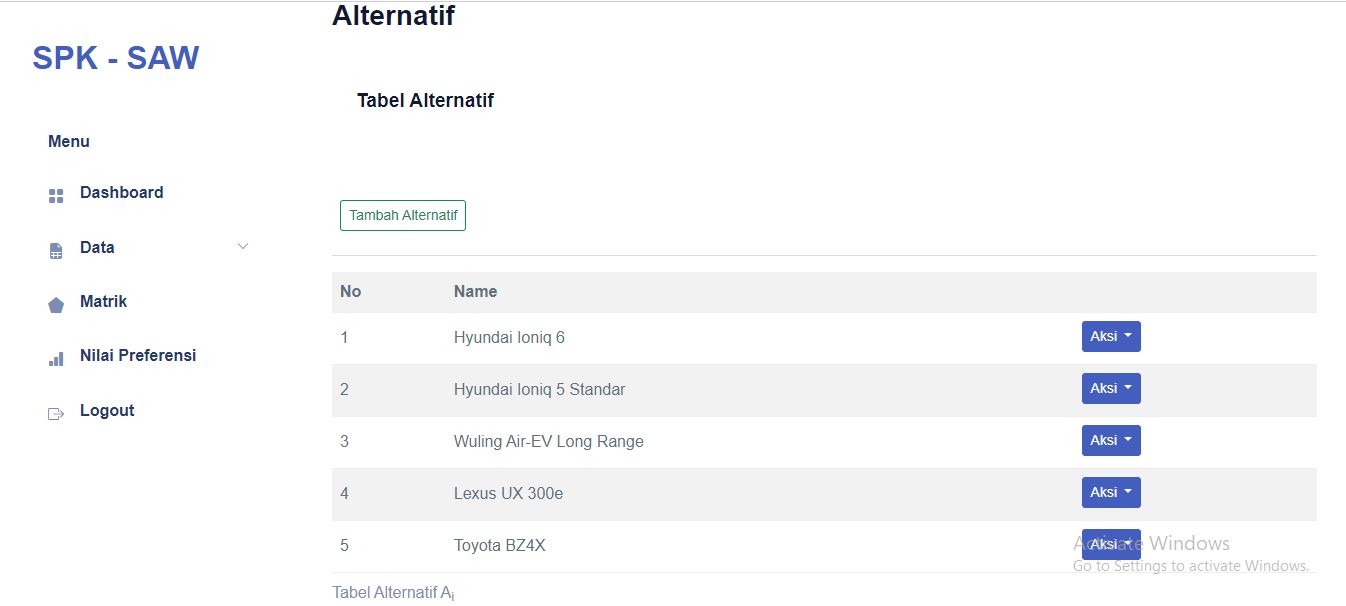 Alternatif
SPK - SAW
Tabel Alternatif
Menu
Dashboard
Data
Matrik
Nilai Preferensi
Logout
Tambah Alternatif
No Name
1 Hyundai Ioniq 6 Aksi
2 Hyundai Ioniq 5 Standar Aksi
3 Wuling Air-EV Long Range Aksi
4 Lexus UX 300e Aksi
5 Toyota BZ4X Aksi
Tabel Alternatif Ai
Activate Windows
Go to Settings to activate Windows.